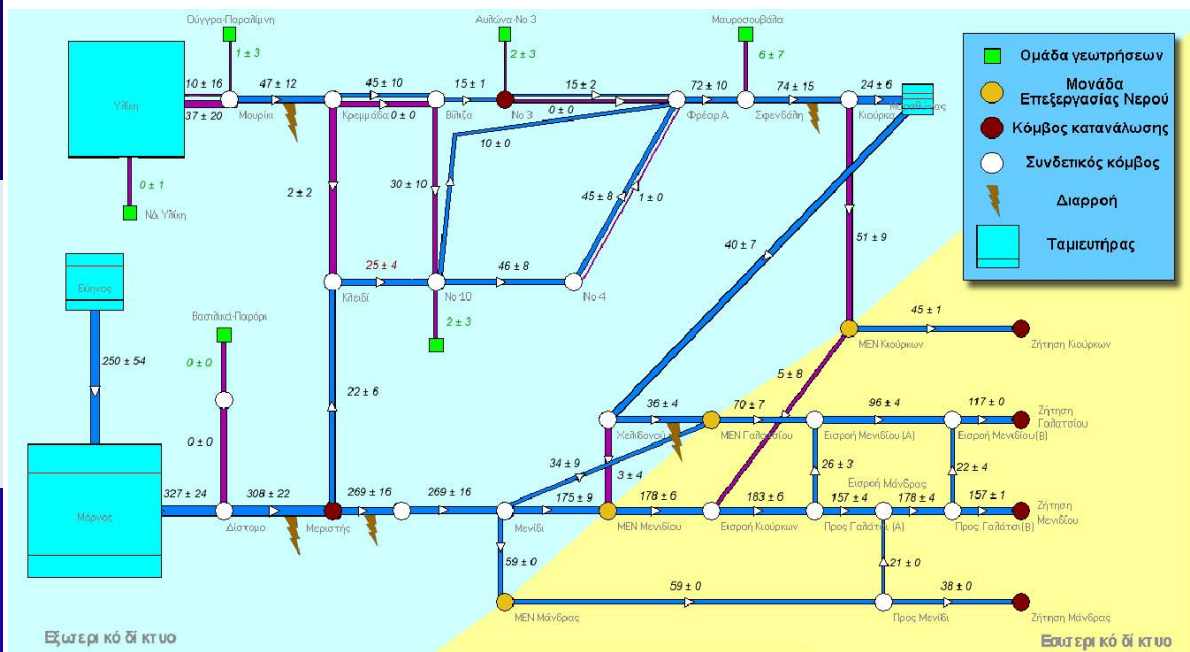 Ούγγρα-Παραλίμνη
Αυλώνα-Νο 3
Μαυροσουβάλα
1 ± 3
2 ± 3
6 ± 7
Ομάδα γεωτρήσεων
Μονάδα
Επεξεργασίας Νερού
Κόμβος κατανάλωσης
Συνδετικός κόμβος
Διαρροή
Ταμιευτήρας
10 ± 16
47 ± 12
45 ± 10
15 ± 1
15 ± 2
72 ± 10
74 ± 15
24 ± 6
Υλίκη
37 ± 20
Μουρίκι
Κρεμμάδα
0 ± 0
Βίλιζα
Νο 3
0 ± 0
Φρέαρ Α
Σφενδάλη
Κιούρκα
Μαραθώνας
10 ± 0
0 ± 1
ΝΔ Υλίκη
2 ± 2
30 ± 10
45 ± 8
1 ± 0
40 ± 7
51 ± 9
25 ± 4
46 ± 8
Κλειδί
Νο 10
Νο 4
Εύηνος
Βασιλικά-Παρόρι
2 ± 3
45 ± 1
ΜΕΝ Κιούρκων
Ζήτηση Κιούρκων
250 ± 54
0 ± 0
22 ± 6
5 ± 8
36 ± 4
70 ± 7
96 ± 4
117 ± 0
Χελιδονού
ΜΕΝ Γαλατσίου
Εισροή Μενιδίου (Α)
Εισροή Μενιδίου(Β)
Ζήτηση
Γαλατσίου
0 ± 0
34 ± 9
3 ± 4
26 ± 3
Εισροή
Μάνδρας
22 ± 4
327 ± 24
308 ± 22
269 ± 16
269 ± 16
175 ± 9
178 ± 6
183 ± 6
157 ± 4
178 ± 4
157 ± 1
Μόρνος
Δίστομο
Μεριστής
Μενίδι
ΜΕΝ Μενιδίου
Εισροή Κιούρκων
Προς Γαλάτσι (Α)
Προς Γαλάτσι(Β)
Ζήτηση
Μενιδίου
59 ± 0
21 ± 0
59 ± 0
38 ± 0
ΜΕΝ Μάνδρας
Προς Μενίδι
Ζήτηση Μάνδρας
Εξωτερικό δίκτυο
Εσωτερικό δίκτυο